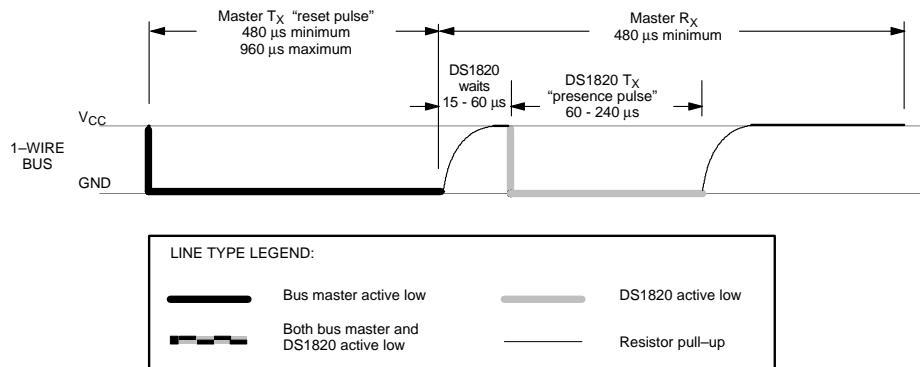 Master TX “reset pulse”
480 µs minimum
960 µs maximum
Master RX
480 µs minimum
DS1820
waits
15 - 60 µs
DS1820 TX
“presence pulse”
60 - 240 µs
VCC
1–WIRE
BUS
GND
LINE TYPE LEGEND:
Bus master active low
DS1820 active low
Both bus master and
DS1820 active low
Resistor pull–up